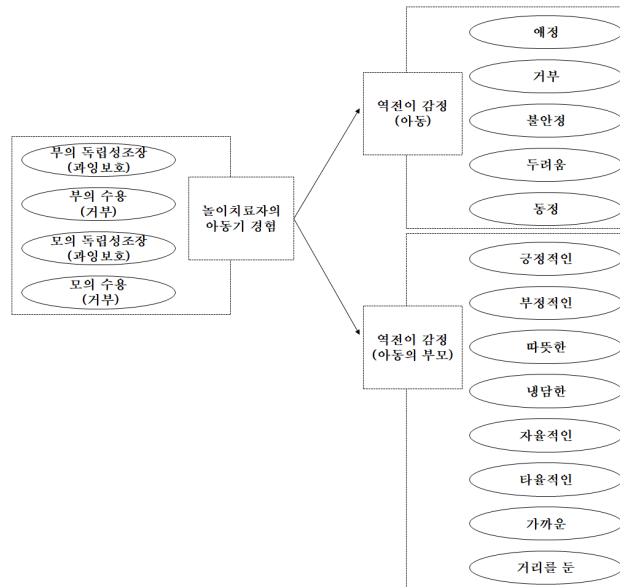 부의 독립성조장
(과잉보호)
부의 수용
(거부)
모의 독립성조장
(과잉보호)
모의 수용
(거부)
놀이치료자의
아동기 경험
역전이 감정
(아동)
애정
거부
불안정
두려움
동정
역전이 감정
(아동의 부모)
긍정적인
부정적인
따뜻한
냉담한
자율적인
타율적인
가까운
거리를 둔